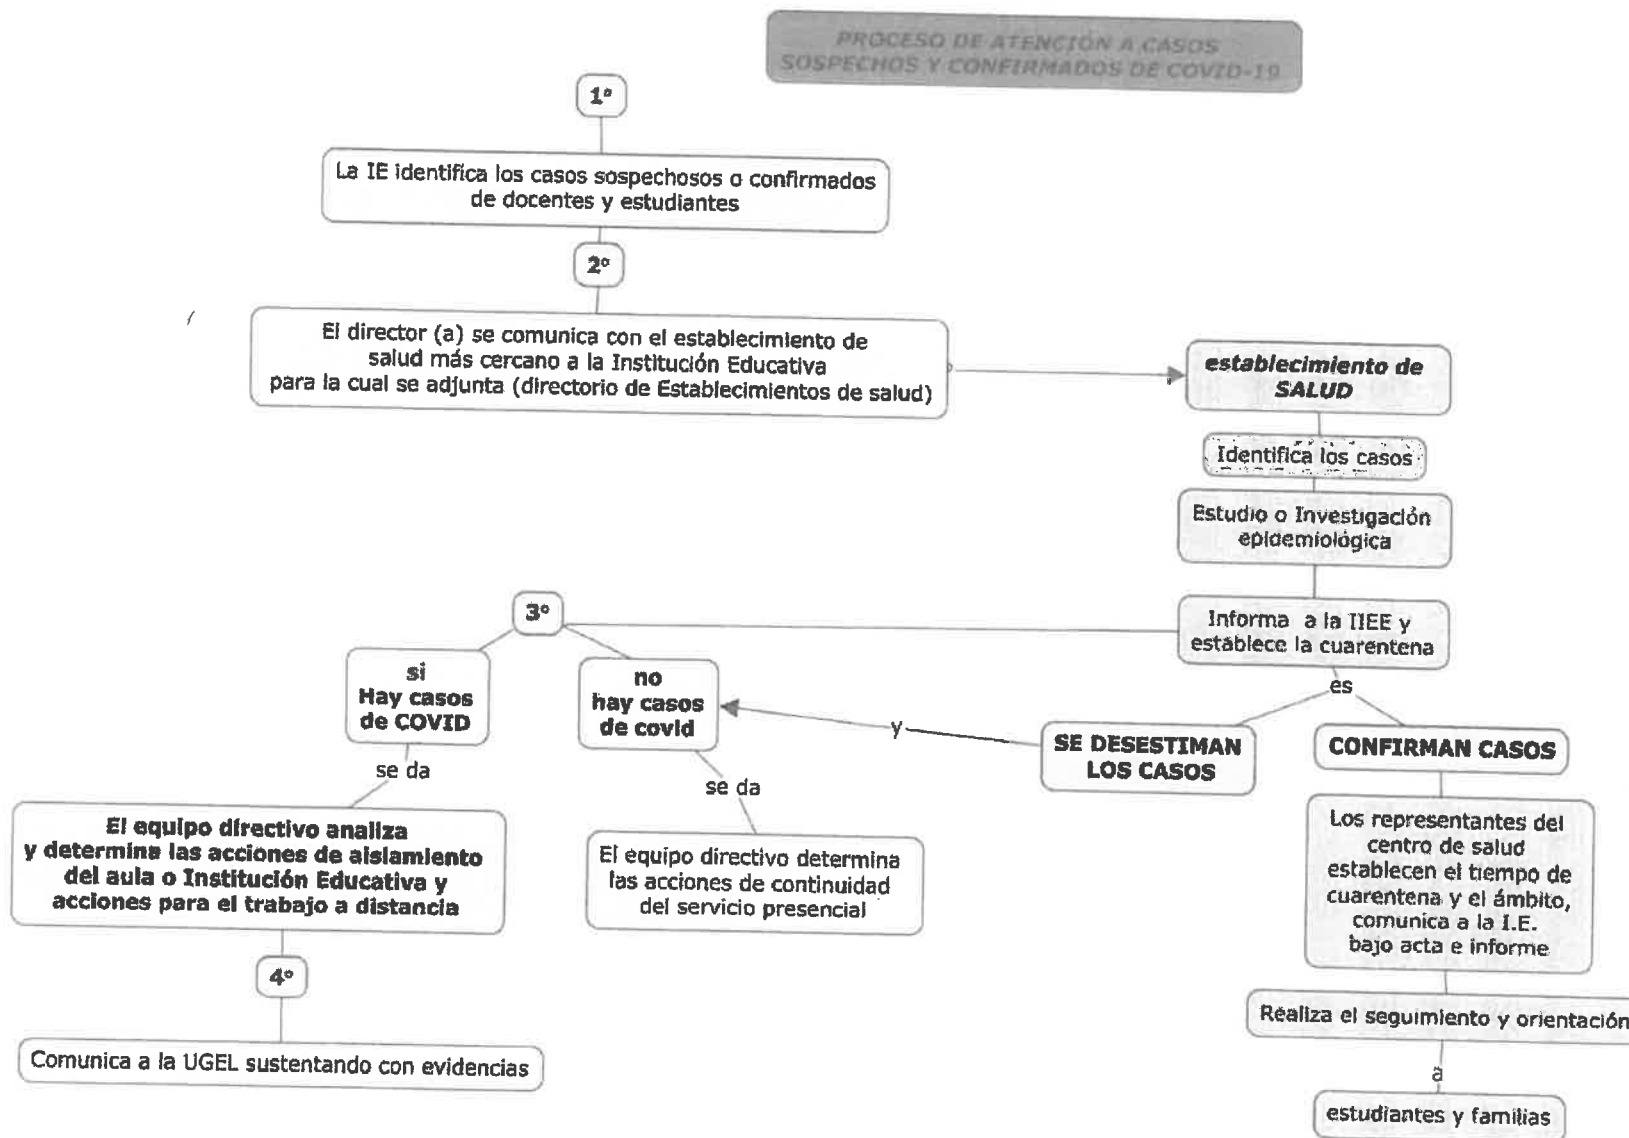 PROCESO DE ATENCIÓN A CASOS
SOSPECHOS Y CONFIRMADOS DE COVID-19
1º
La IE identifica los casos sospechosos o confirmados
de docentes y estudiantes
2º
El director (a) se comunica con el establecimiento de
salud más cercano a la Institución Educativa
para la cual se adjunta (directorio de Establecimientos de salud)
establecimiento de
SALUD
Identifica los casos
Estudio o Investigación
epidemiológica
Informa a la IIEE y
establece la cuarentena
3º
si
Hay casos
de COVID
no
hay casos
de covid
es
y
SE DESESTIMAN
LOS CASOS
CONFIRMAN CASOS
se da
se da
El equipo directivo analiza
y determina las acciones de aislamiento
del aula o Institución Educativa y
acciones para el trabajo a distancia
El equipo directivo determina
las acciones de continuidad
del servicio presencial
Los representantes del
centro de salud
establecen el tiempo de
cuarentena y el ámbito,
comunica a la I.E.
bajo acta e informe
4º
Comunica a la UGEL sustentando con evidencias
Realiza el seguimiento y orientación
a
estudiantes y familias